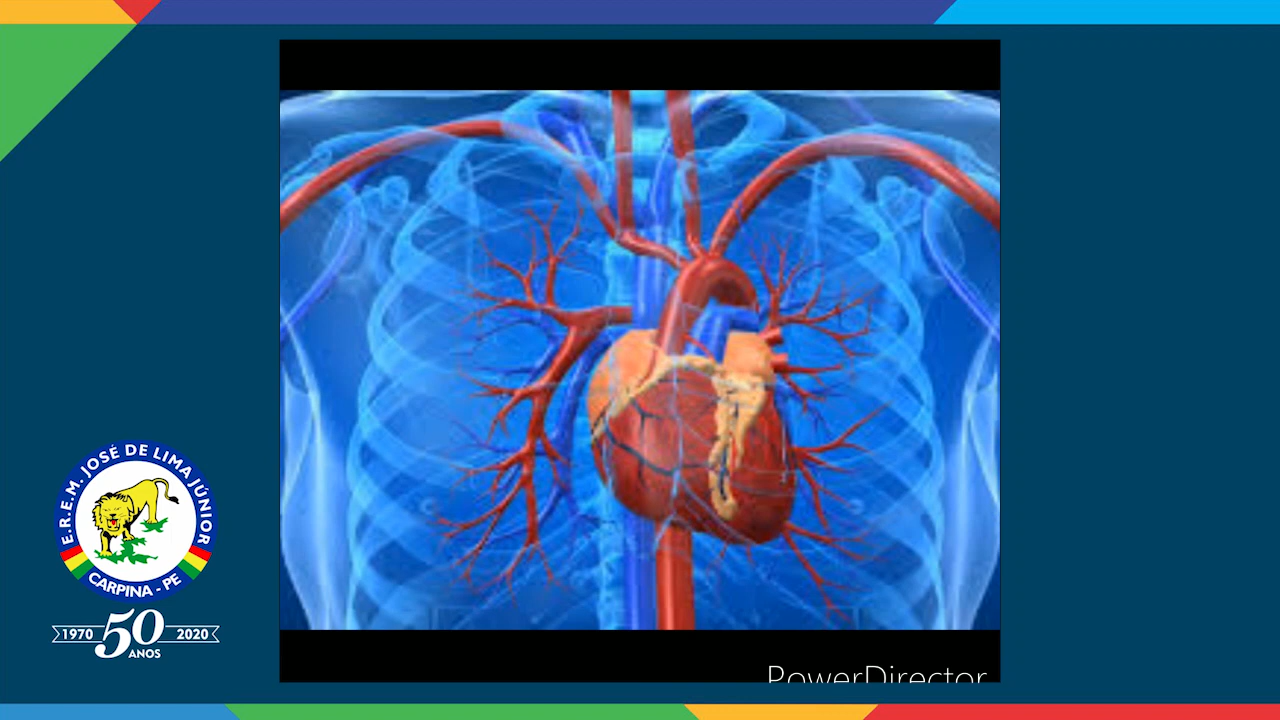 E.R.E.M. JOSÉ DE LIMA JÚNIOR
CARPINA - PE
1970 50 2020
ANOS
PowerDirector